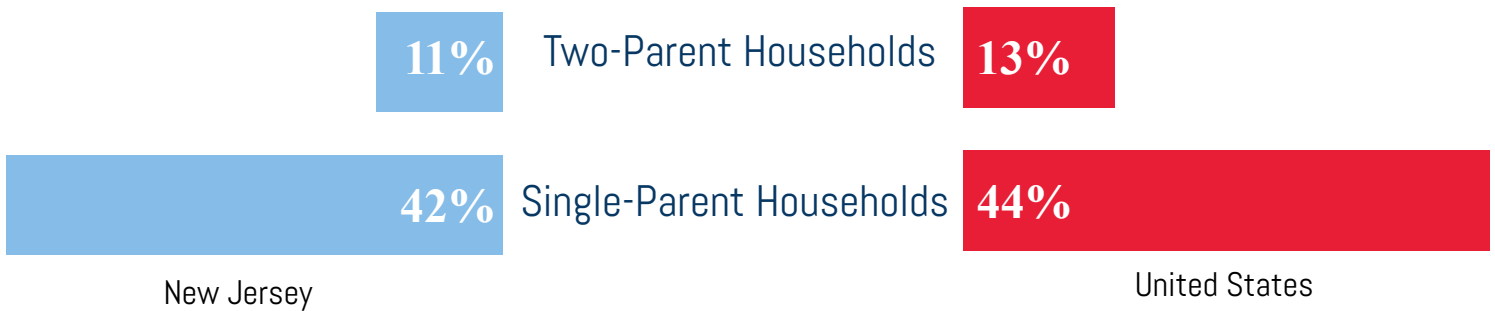 11% Two-Parent Households 13%
42% Single-Parent Households 44%
New Jersey United States